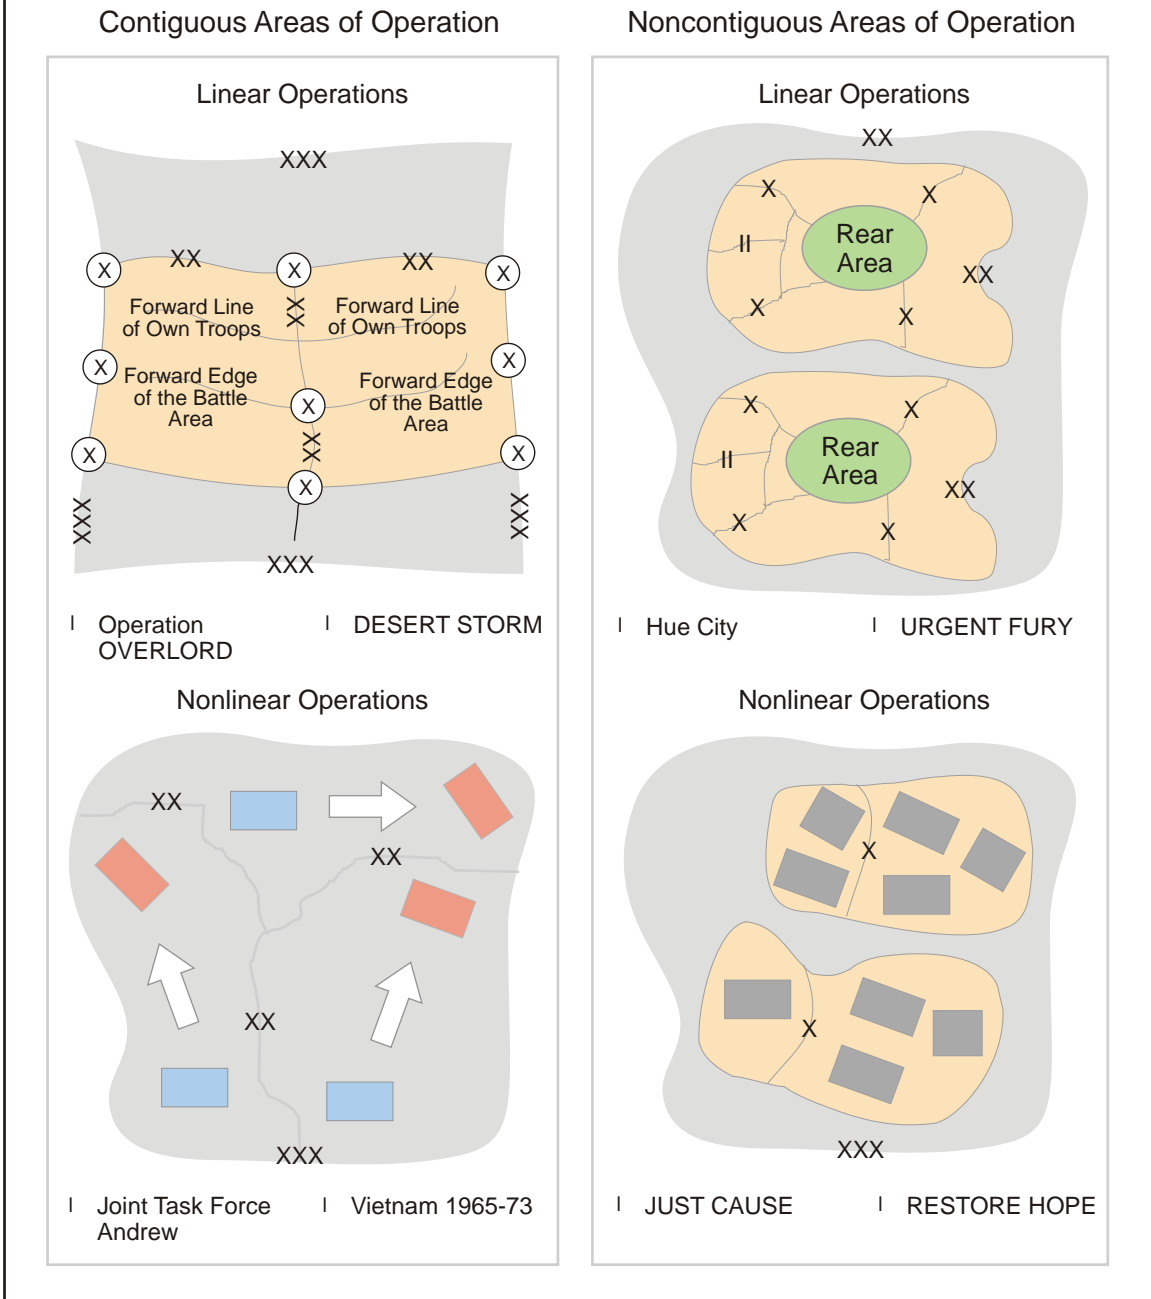 Contiguous Areas of Operation
Noncontiguous Areas of Operation
Linear Operations
XXX
XX
XX
X
X
X
Forward Line
of Own Troops
XX
Forward Line
of Own Troops
X
X
Forward Edge
of the Battle
Area
Forward Edge
of the Battle
Area
X
XX
X
X
X
XXX
XXX
XXX
Operation
OVERLORD
DESERT STORM
Linear Operations
XX
X
X
II
Rear
Area
XX
X
X
X
X
II
Rear
Area
XX
X
X
Hue City
URGENT FURY
Nonlinear Operations
XX
XX
XX
XXX
Joint Task Force
Andrew
Vietnam 1965-73
Nonlinear Operations
X
X
XXX
JUST CAUSE
RESTORE HOPE